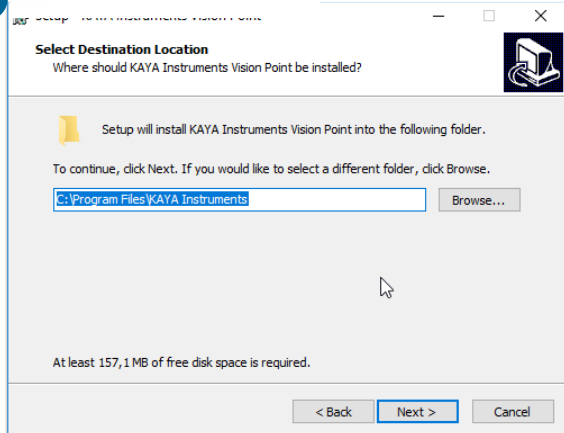 Select Destination Location
Where should KAYA Instruments Vision Point be installed?
Setup will install KAYA Instruments Vision Point into the following folder.
To continue, click Next. If you would like to select a different folder, click Browse.
C:\Program Files\KAYA Instruments
Browse...
At least 157,1 MB of free disk space is required.
< Back
Next >
Cancel